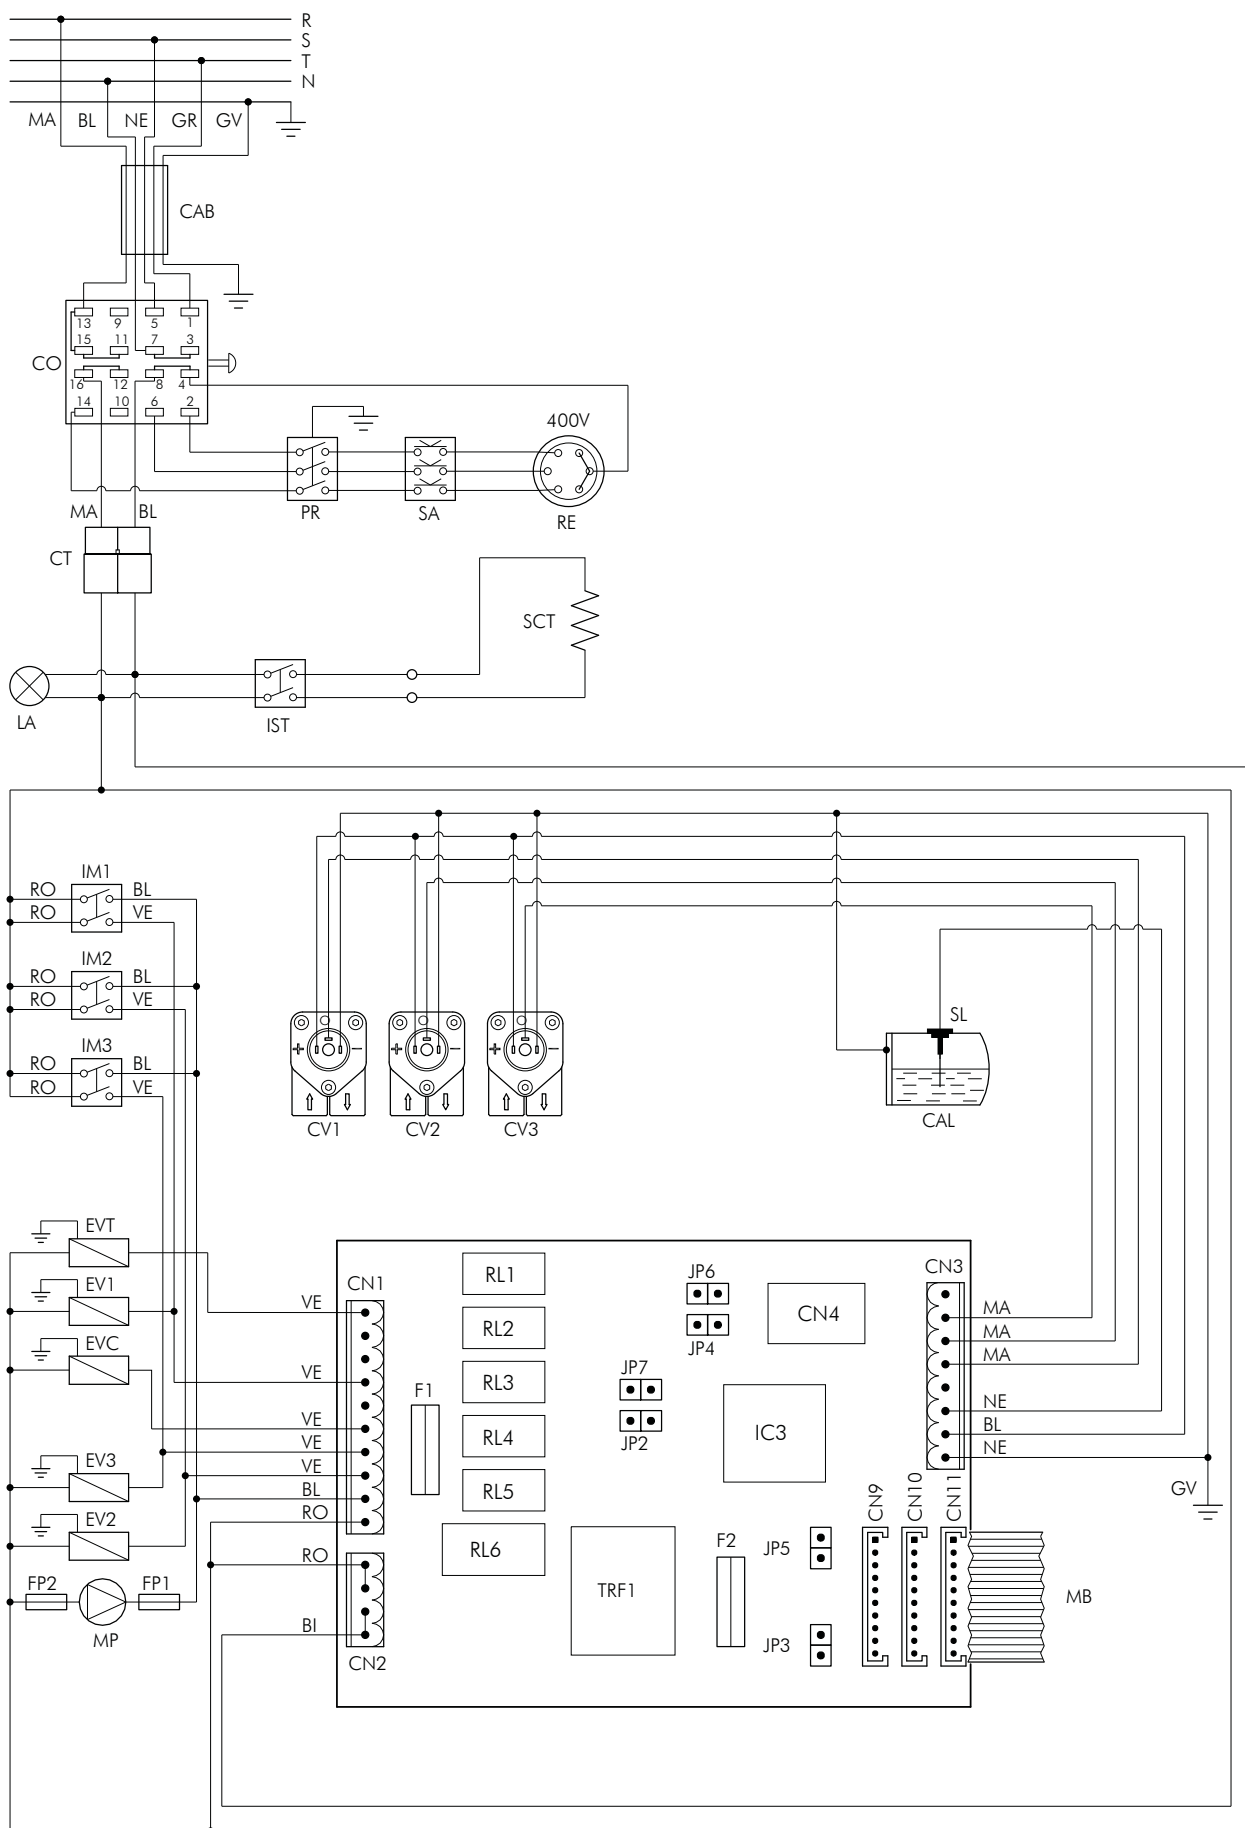 R
S
T
N
MA BL NE GR GV
CAB
13 9 5 1
15 11 7 3
CO
16 12 8 4
14 10 6 2
400V
PR SA RE
MA BL
CT
SCT
LA IST
IM1
RO BL
RO VE
IM2
RO BL
RO VE
IM3
RO BL
RO VE
SL
CV1 CV2 CV3 CAL
EVT
EV1
EVC
EV3
EV2
FP2 FP1
MP
VE
VE
VE
VE
VE
BL
RO
RO
BI
CN1
CN2
F1
RL1
RL2
RL3
RL4
RL5
RL6
JP6
JP4
JP7
JP2
CN4
IC3
TRF1
F2
JP5
JP3
CN3
CN9 CN10 CN11
MA
MA
MA
NE
BL
NE
GV
MB